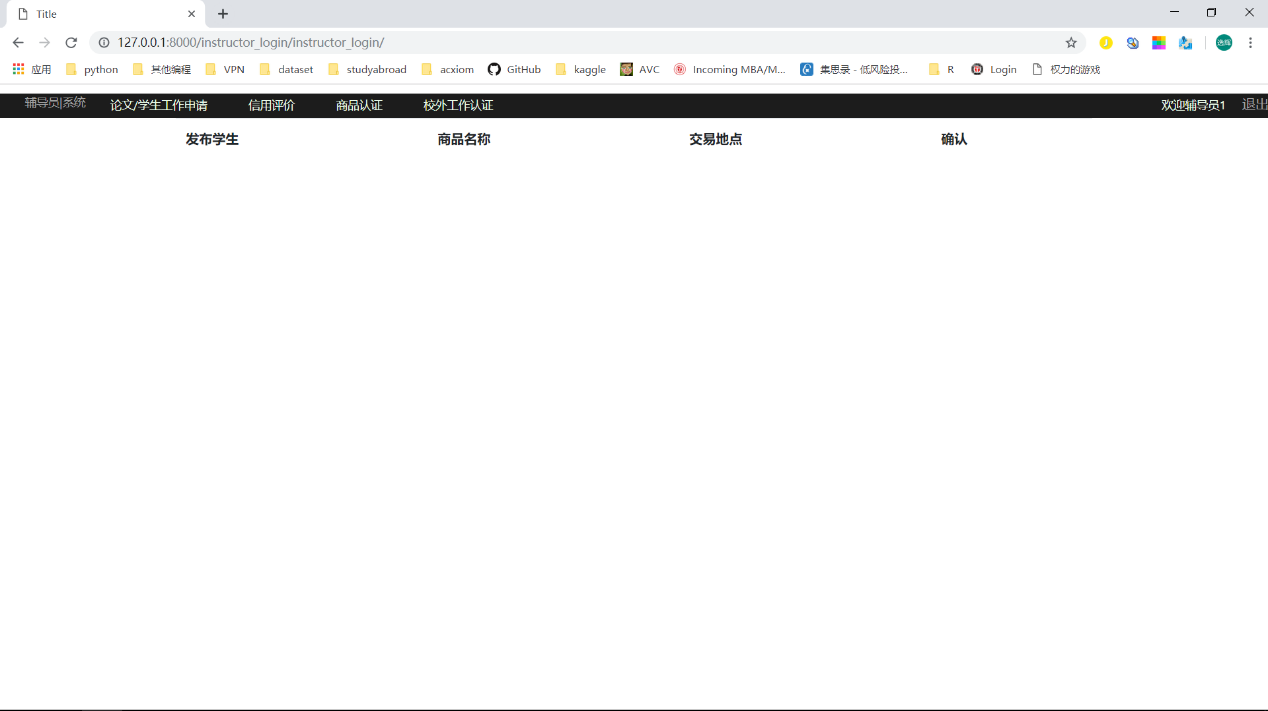 Title
127.0.0.1:8000/instructor_login/instructor_login/
应用 python 其他编程 VPN dataset studyabroad acxiom GitHub kaggle AVC Incoming MBA/M... 集思录 - 低风险投... R Login 权力的游戏
辅导员|系统 论文/学生工作申请 信用评价 商品认证 校外工作认证 欢迎辅导员1 退出
发布学生 商品名称 交易地点 确认